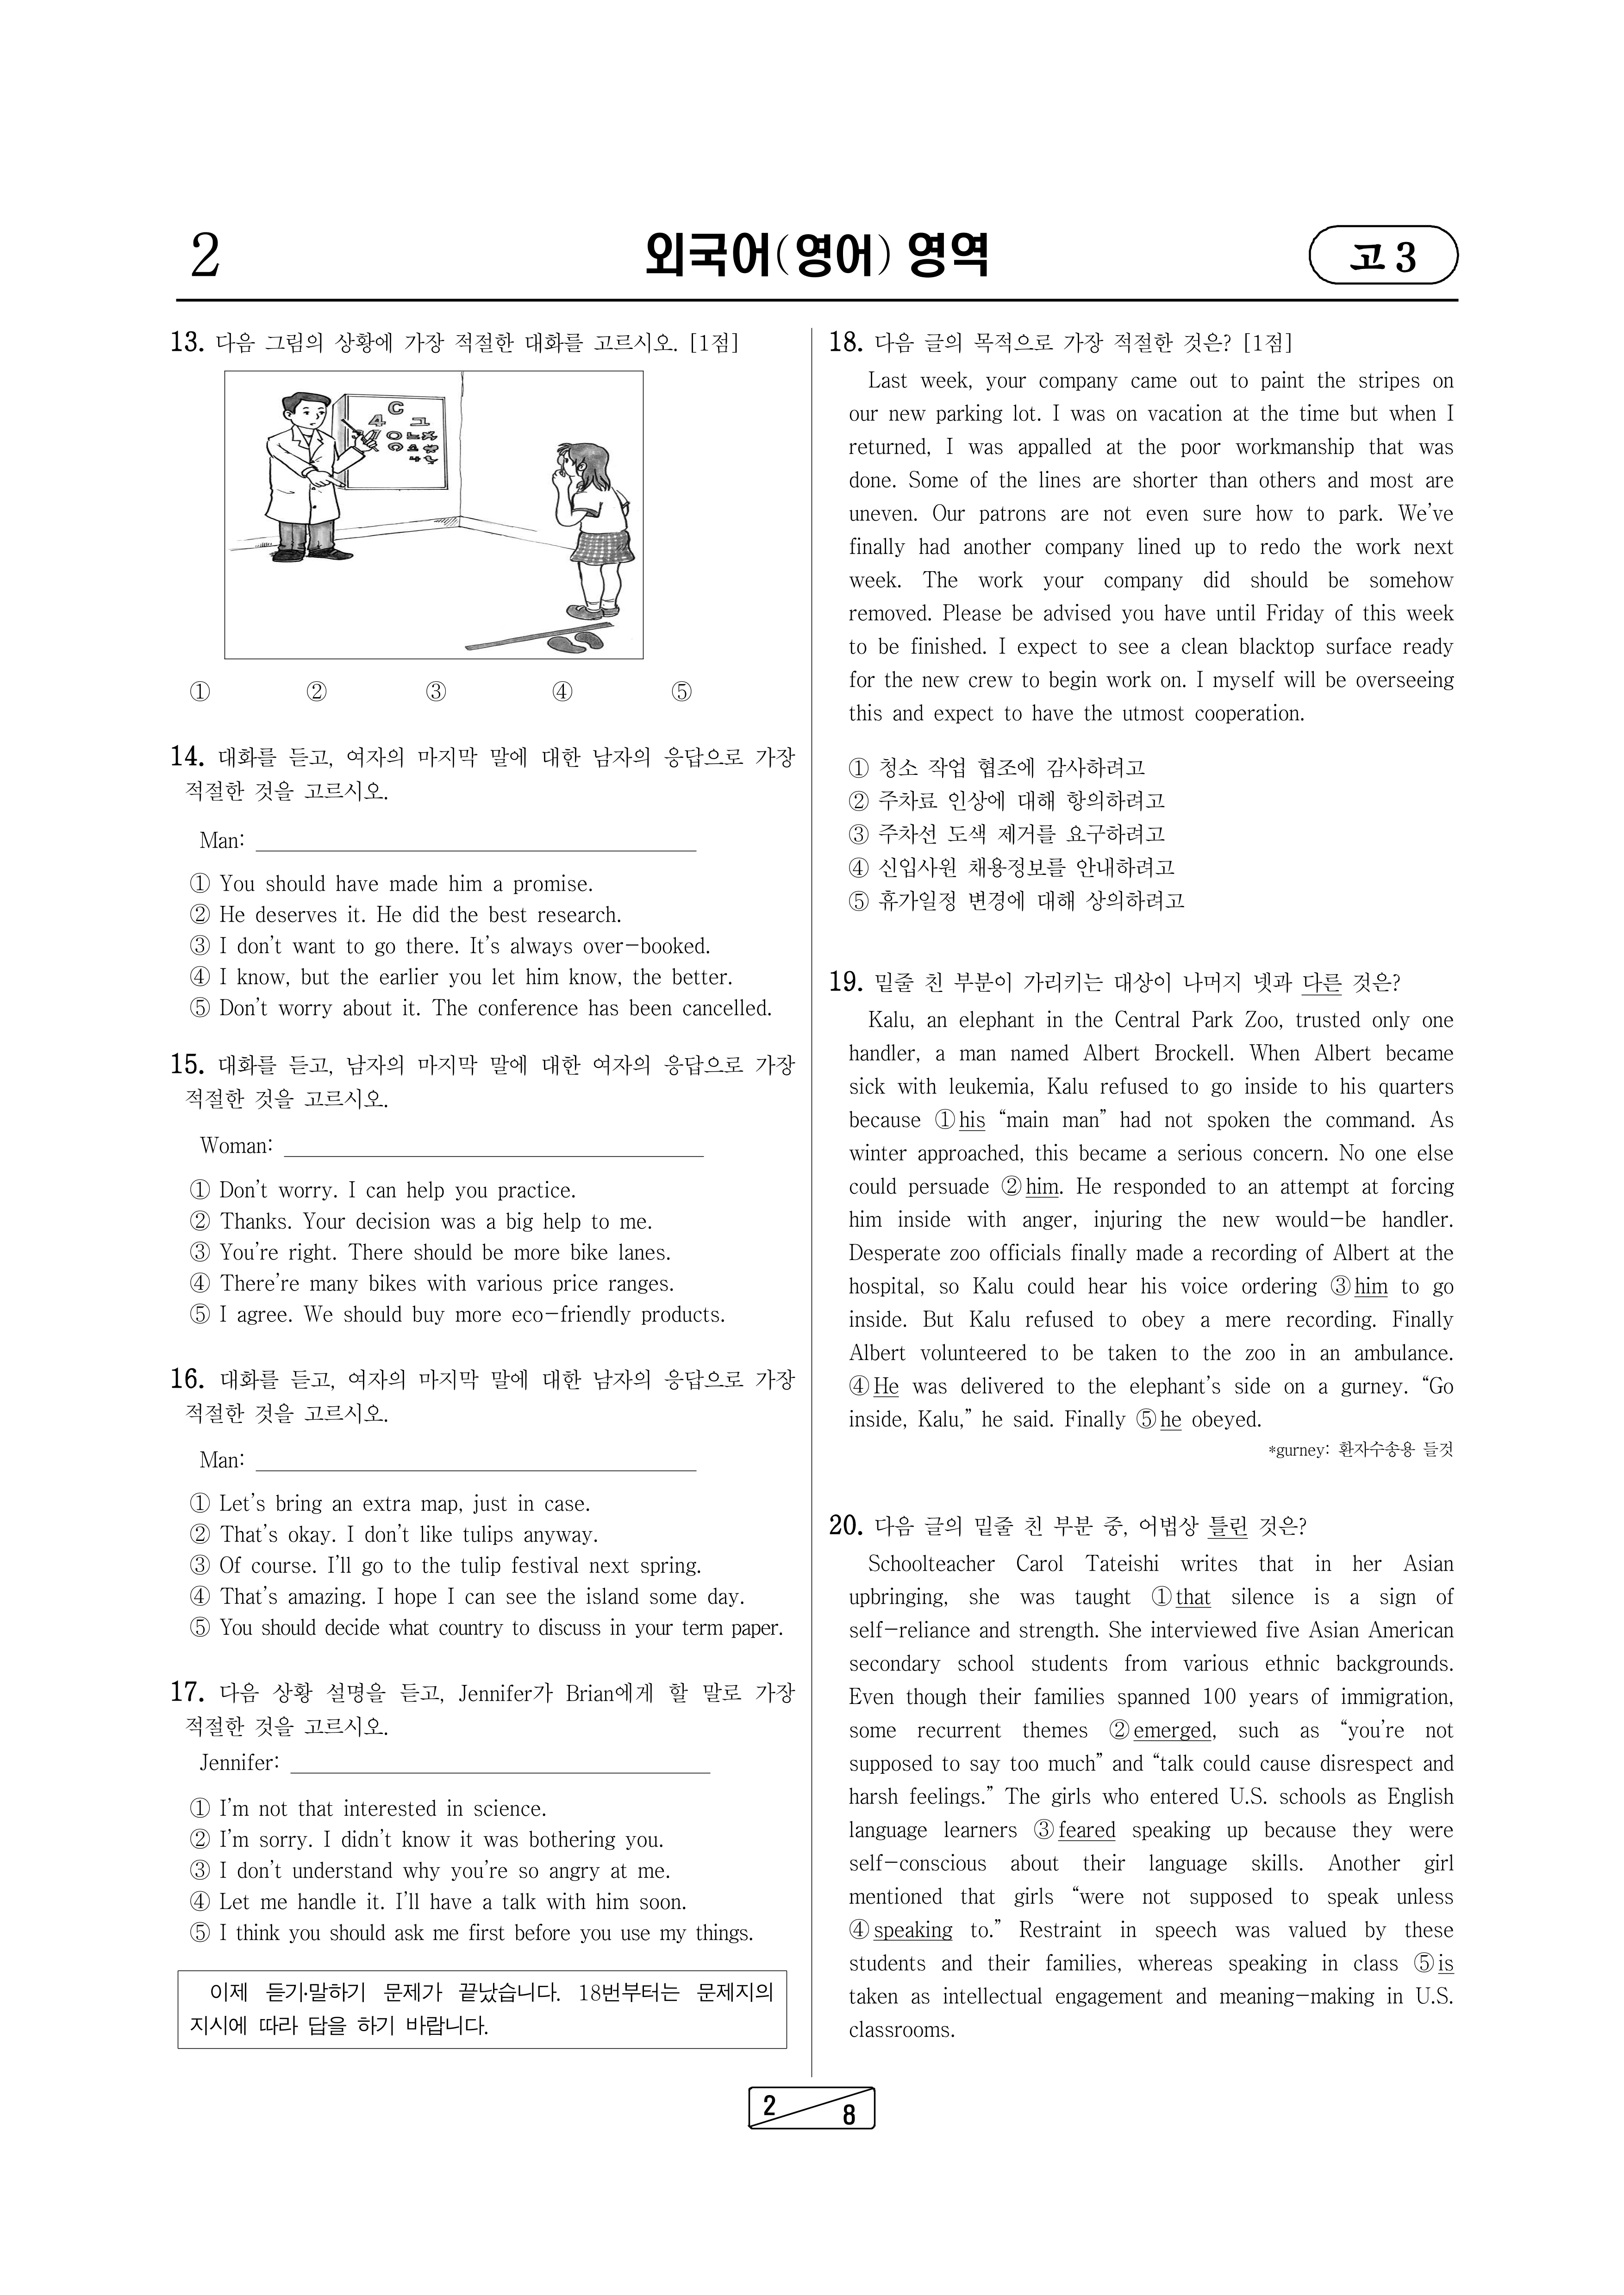 2
외국어(영어) 영역
고3
13. 다음 그림의 상황에 가장 적절한 대화를 고르시오. [1점]
C
4 그
① ② ③ ④ ⑤
14. 대화를 듣고, 여자의 마지막 말에 대한 남자의 응답으로 가장
적절한 것을 고르시오.
Man:
① You should have made him a promise.
② He deserves it. He did the best research.
③ I don't want to go there. It's always over-booked.
④ I know, but the earlier you let him know, the better.
⑤ Don't worry about it. The conference has been cancelled.
15. 대화를 듣고, 남자의 마지막 말에 대한 여자의 응답으로 가장
적절한 것을 고르시오.
Woman:
① Don't worry. I can help you practice.
② Thanks. Your decision was a big help to me.
③ You're right. There should be more bike lanes.
④ There're many bikes with various price ranges.
⑤ I agree. We should buy more eco-friendly products.
16. 대화를 듣고, 여자의 마지막 말에 대한 남자의 응답으로 가장
적절한 것을 고르시오.
Man:
① Let's bring an extra map, just in case.
② That's okay. I don't like tulips anyway.
③ Of course. I'll go to the tulip festival next spring.
④ That's amazing. I hope I can see the island some day.
⑤ You should decide what country to discuss in your term paper.
17. 다음 상황 설명을 듣고, Jennifer가 Brian에게 할 말로 가장
적절한 것을 고르시오.
Jennifer:
① I'm not that interested in science.
② I'm sorry. I didn't know it was bothering you.
③ I don't understand why you're so angry at me.
④ Let me handle it. I'll have a talk with him soon.
⑤ I think you should ask me first before you use my things.
이제 듣기·말하기 문제가 끝났습니다. 18번부터는 문제지의
지시에 따라 답을 하기 바랍니다.
18. 다음 글의 목적으로 가장 적절한 것은? [1점]
Last week, your company came out to paint the stripes on
our new parking lot. I was on vacation at the time but when I
returned, I was appalled at the poor workmanship that was
done. Some of the lines are shorter than others and most are
uneven. Our patrons are not even sure how to park. We've
finally had another company lined up to redo the work next
week. The work your company did should be somehow
removed. Please be advised you have until Friday of this week
to be finished. I expect to see a clean blacktop surface ready
for the new crew to begin work on. I myself will be overseeing
this and expect to have the utmost cooperation.
① 청소 작업 협조에 감사하려고
② 주차료 인상에 대해 항의하려고
③ 주차선 도색 제거를 요구하려고
④ 신입사원 채용정보를 안내하려고
⑤ 휴가일정 변경에 대해 상의하려고
19. 밑줄 친 부분이 가리키는 대상이 나머지 넷과 다른 것은?
Kalu, an elephant in the Central Park Zoo, trusted only one
handler, a man named Albert Brockell. When Albert became
sick with leukemia, Kalu refused to go inside to his quarters
because ①his “main man” had not spoken the command. As
winter approached, this became a serious concern. No one else
could persuade ②him. He responded to an attempt at forcing
him inside with anger, injuring the new would-be handler.
Desperate zoo officials finally made a recording of Albert at the
hospital, so Kalu could hear his voice ordering ③him to go
inside. But Kalu refused to obey a mere recording. Finally
Albert volunteered to be taken to the zoo in an ambulance.
④He was delivered to the elephant's side on a gurney. “Go
inside, Kalu,” he said. Finally ⑤he obeyed.
*gurney: 환자수송용 들것
20. 다음 글의 밑줄 친 부분 중, 어법상 틀린 것은?
Schoolteacher Carol Tateishi writes that in her Asian
upbringing, she was taught ①that silence is a sign of
self-reliance and strength. She interviewed five Asian American
secondary school students from various ethnic backgrounds.
Even though their families spanned 100 years of immigration,
some recurrent themes ②emerged, such as “you're not
supposed to say too much” and “talk could cause disrespect and
harsh feelings.” The girls who entered U.S. schools as English
language learners ③feared speaking up because they were
self-conscious about their language skills. Another girl
mentioned that girls “were not supposed to speak unless
④speaking to.” Restraint in speech was valued by these
students and their families, whereas speaking in class ⑤is
taken as intellectual engagement and meaning-making in U.S.
classrooms.
2
8